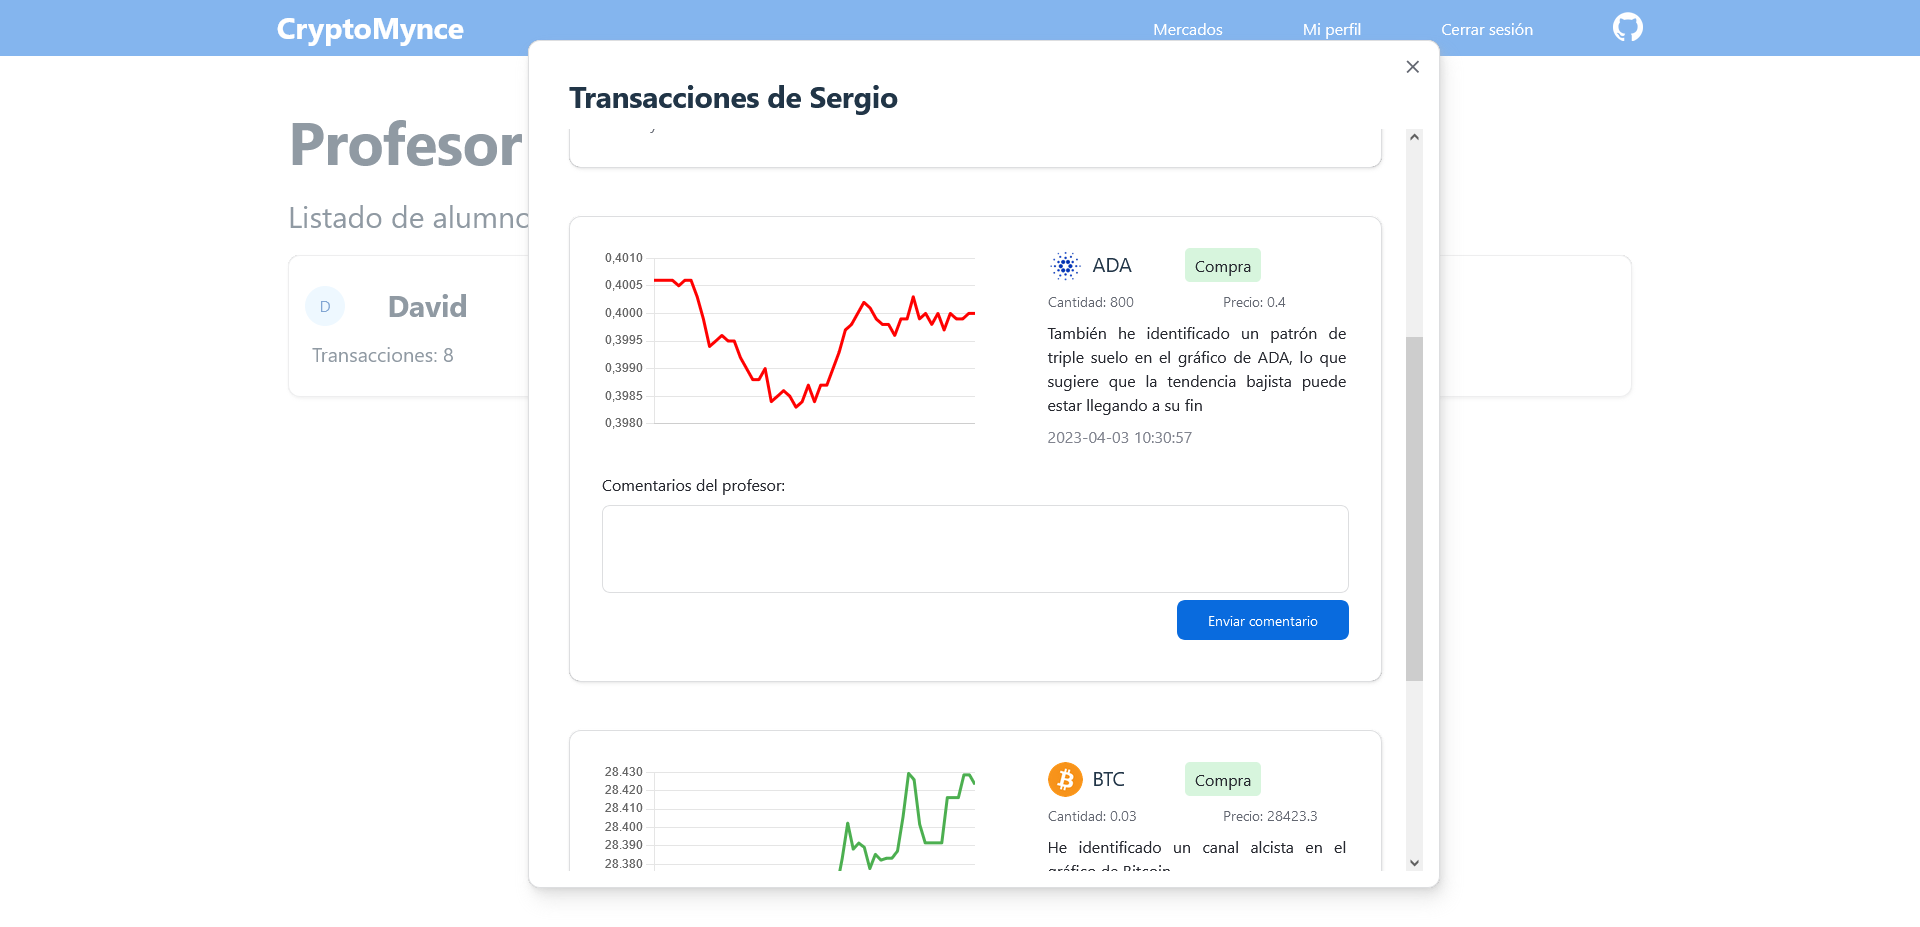 CryptoMynce
Mercados
Mi perfil
Cerrar sesión
Transacciones de Sergio
Profesor
Listado de alumno
D
David
Transacciones: 8
0,4010
0,4005
0,4000
0,3995
0,3990
0,3985
0,3980
ADA
Compra
Cantidad: 800
Precio: 0.4
También he identificado un patrón de
triple suelo en el gráfico de ADA, lo que
sugiere que la tendencia bajista puede
estar llegando a su fin
2023-04-03 10:30:57
Comentarios del profesor:
Enviar comentario
28.430
28.420
28.410
28.400
28.390
28.380
BTC
Compra
Cantidad: 0.03
Precio: 28423.3
He identificado un canal alcista en el
gráfico de Bitcoin